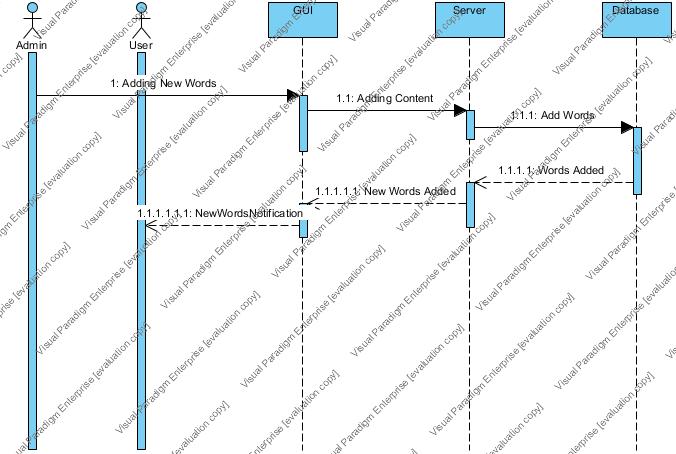 GUI
Server
Database
Admin
User
1: Adding New Words
1.1: Adding Content
1.1.1: Add Words
1.1.1.1: Words Added
1.1.1.1.1: New Words Added
1.1.1.1.1.1: NewWordsNotification
Visual Paradigm Enterprise [evaluation copy]